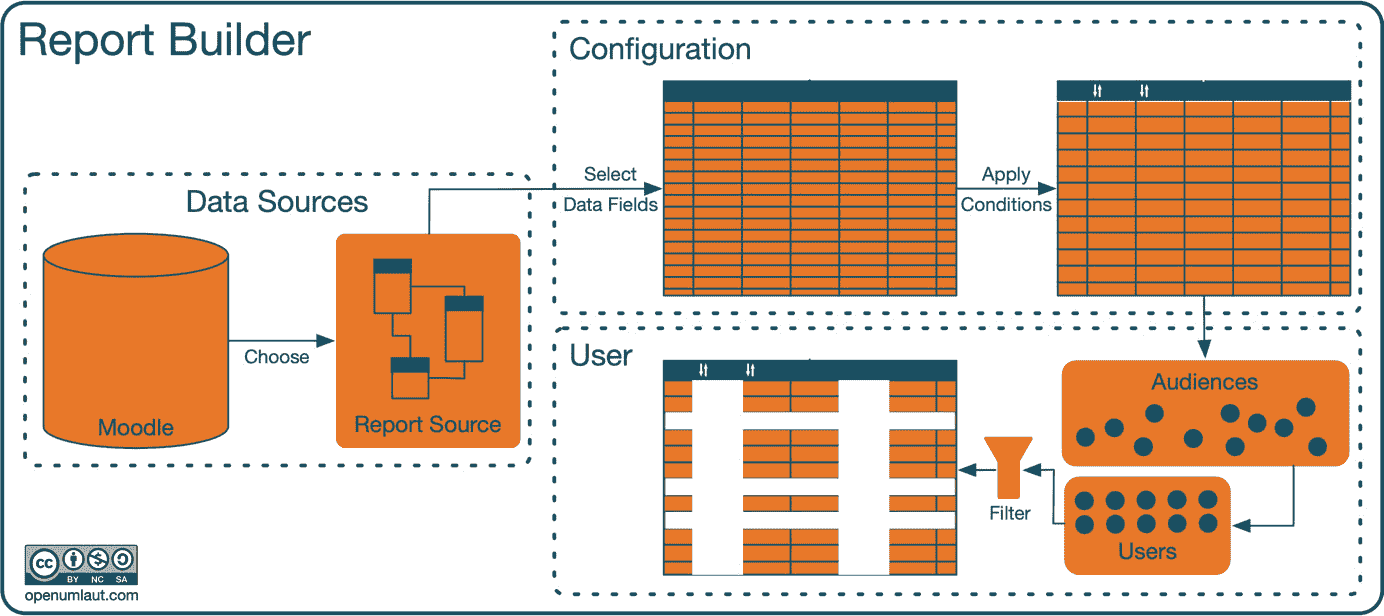 Report Builder
Configuration
Select
Data Fields
Apply
Conditions
Data Sources
Moodle
Choose
Report Source
User
Audiences
Filter
Users
cc
BY NC SA
openumlaut.com